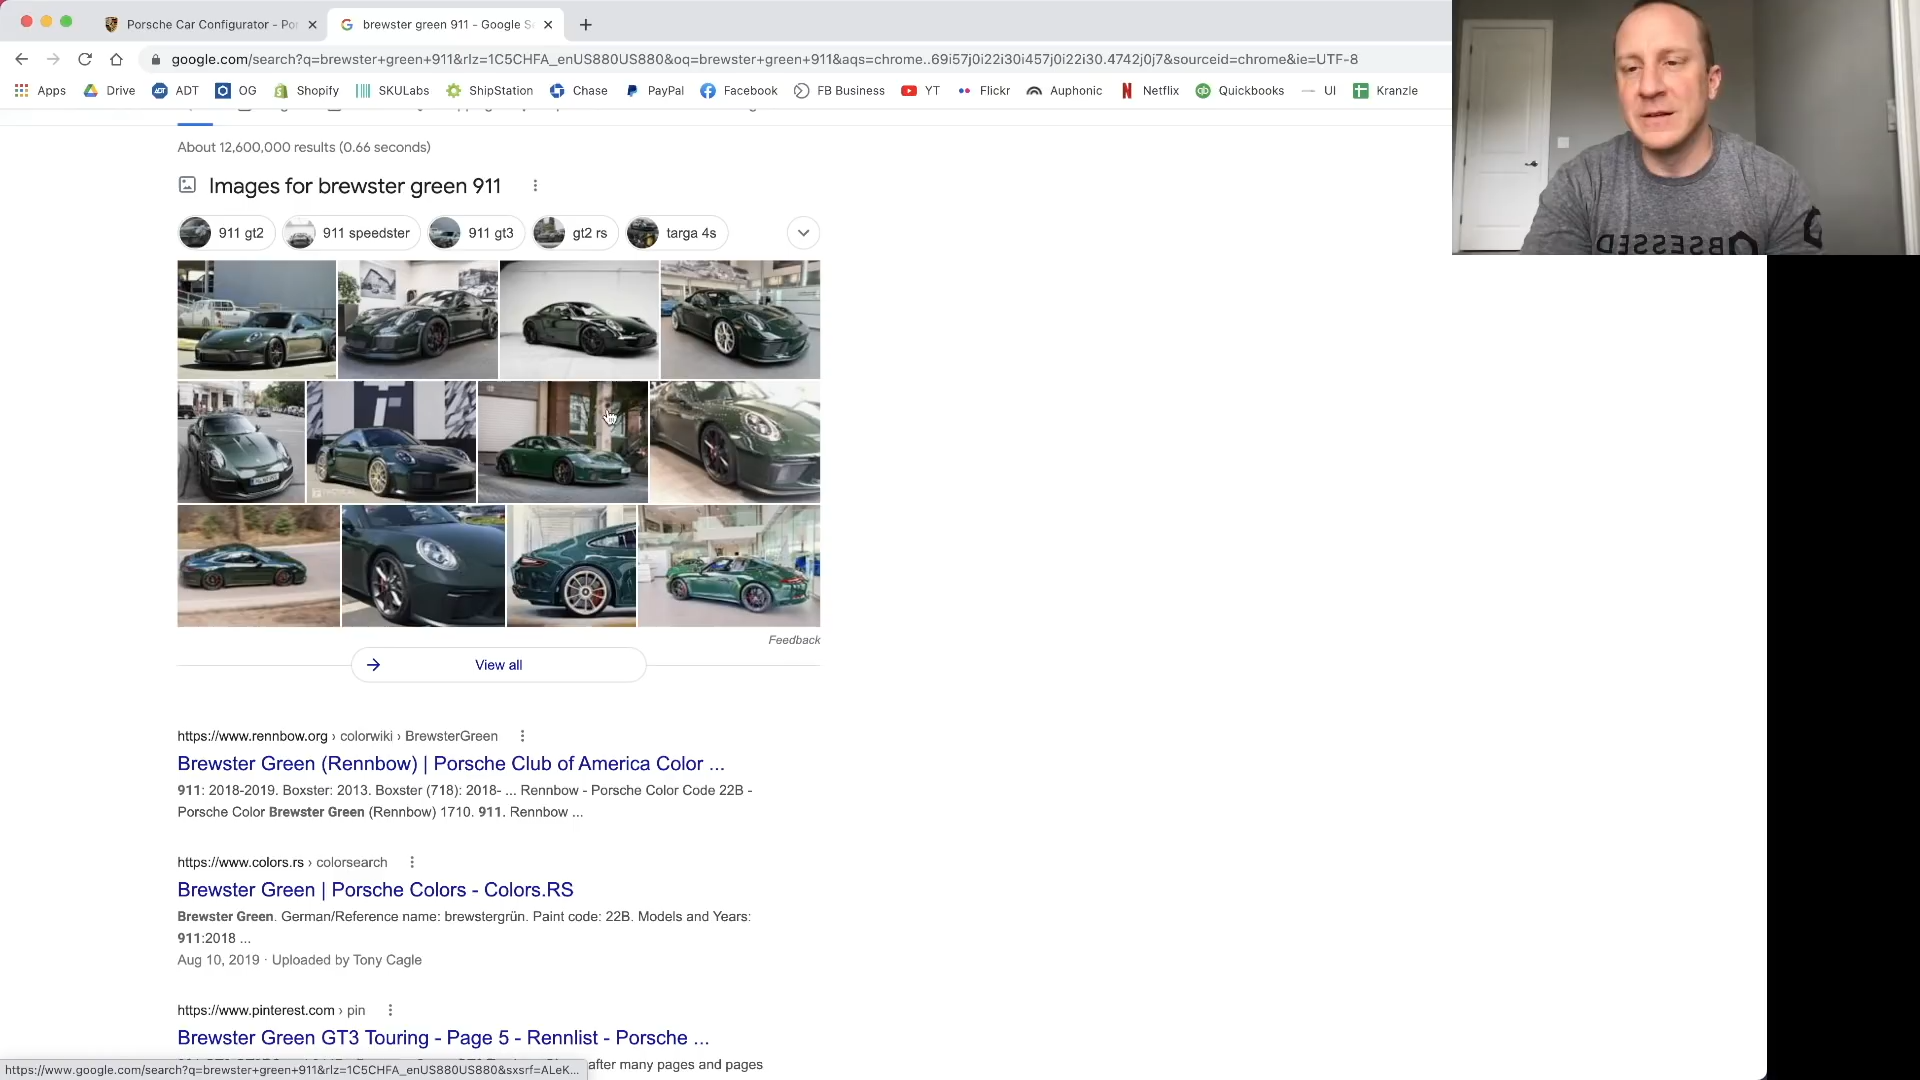 Porsche Car Configurator - Po
brewster green 911 - Google S
google.com/search?q=brewster+green+911&rlz=1C5CHFA_enUS880US880&oq=brewster+green+911&aqs=chrome..69i57j0i22i30i457j0i22i30.4742j0j7&sourceid=chrome&ie=UTF-8
Apps Drive ADT OG Shopify SKULabs ShipStation Chase PayPal Facebook FB Business YT Flickr Auphonic Netflix Quickbooks UI Kranzle
About 12,600,000 results (0.66 seconds)
Images for brewster green 911
911 gt2 911 speedster 911 gt3 gt2 rs targa 4s
Feedback
View all
https://www.rennbow.org › colorwiki › BrewsterGreen
Brewster Green (Rennbow) | Porsche Club of America Color ...
911: 2018-2019. Boxster: 2013. Boxster (718): 2018- ... Rennbow - Porsche Color Code 22B -
Porsche Color Brewster Green (Rennbow) 1710. 911. Rennbow ...
https://www.colors.rs › colorsearch
Brewster Green | Porsche Colors - Colors.RS
Brewster Green. German/Reference name: brewstergrün. Paint code: 22B. Models and Years:
911:2018 ...
Aug 10, 2019 · Uploaded by Tony Cagle
https://www.pinterest.com › pin
Brewster Green GT3 Touring - Page 5 - Rennlist - Porsche ...
after many pages and pages
https://www.google.com/search?q=brewster+green+911&rlz=1C5CHFA_enUS880US880&sxsrf=ALeK...
OBSESSED